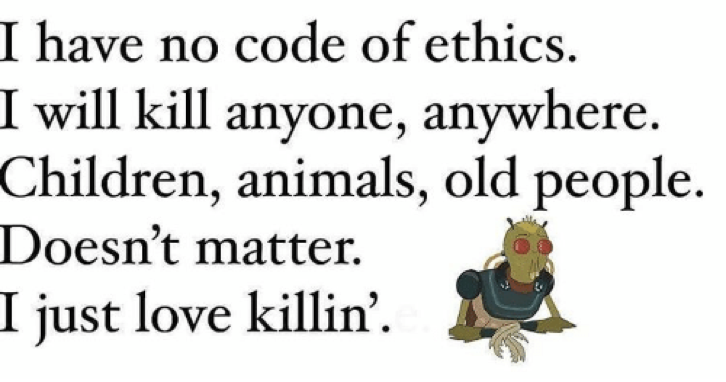 I have no code of ethics.
I will kill anyone, anywhere.
Children, animals, old people.
Doesn’t matter.
I just love killin’.